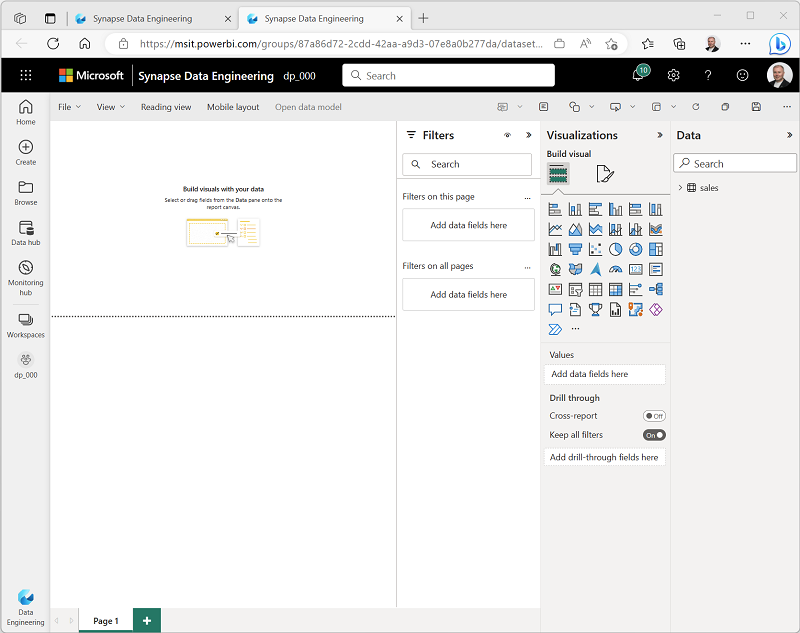 Synapse Data Engineering
Synapse Data Engineering
https://msit.powerbi.com/groups/87a86d72-2cdd-42aa-a9d3-07e8a0b277da/dataset...
Microsoft
Synapse Data Engineering
dp_000
Search
10
Home
Create
Browse
Data hub
Monitoring
hub
Workspaces
dp_000
Data
Engineering
File
View
Reading view
Mobile layout
Open data model
Build visuals with your data
Select or drag fields from the Data pane onto the
report canvas.
Filters
Search
Filters on this page
Add data fields here
Filters on all pages
Add data fields here
Visualizations
Build visual
123
Values
Add data fields here
Drill through
Cross-report
Off
Keep all filters
On
Add drill-through fields here
Data
Search
sales
Page 1